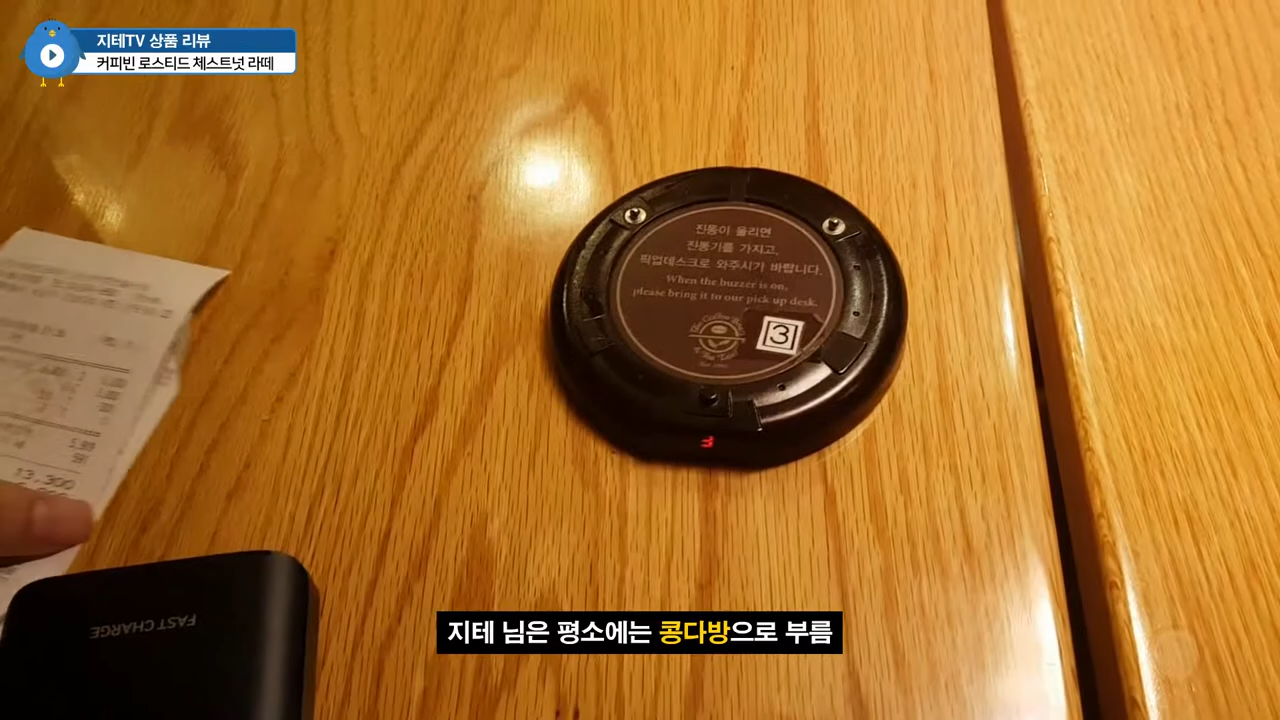 지테TV 상품 리뷰
커피빈 로스티드 체스트넛 라떼
진동이 울리면
진동기를 가지고,
픽업데스크로 와주시기 바랍니다.
When the buzzer is on,
please bring it to our pick up desk.
3
13,300
FAST CHARGE
지테 님은 평소에는 콩다방으로 부름